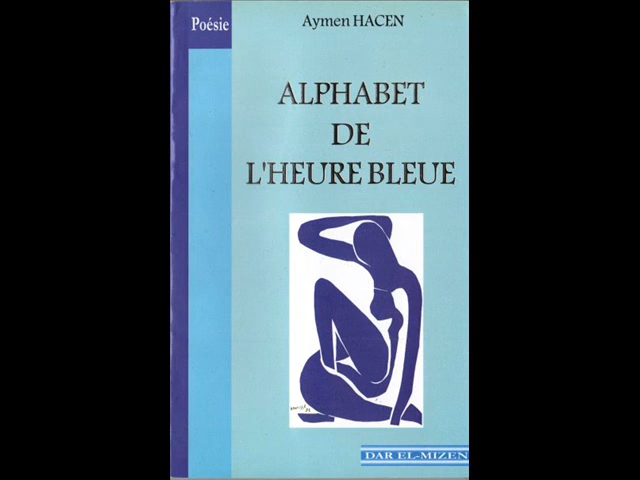 Poésie
Aymen HACEN
ALPHABET
DE
L'HEURE BLEUE
DAR EL-MIZEN